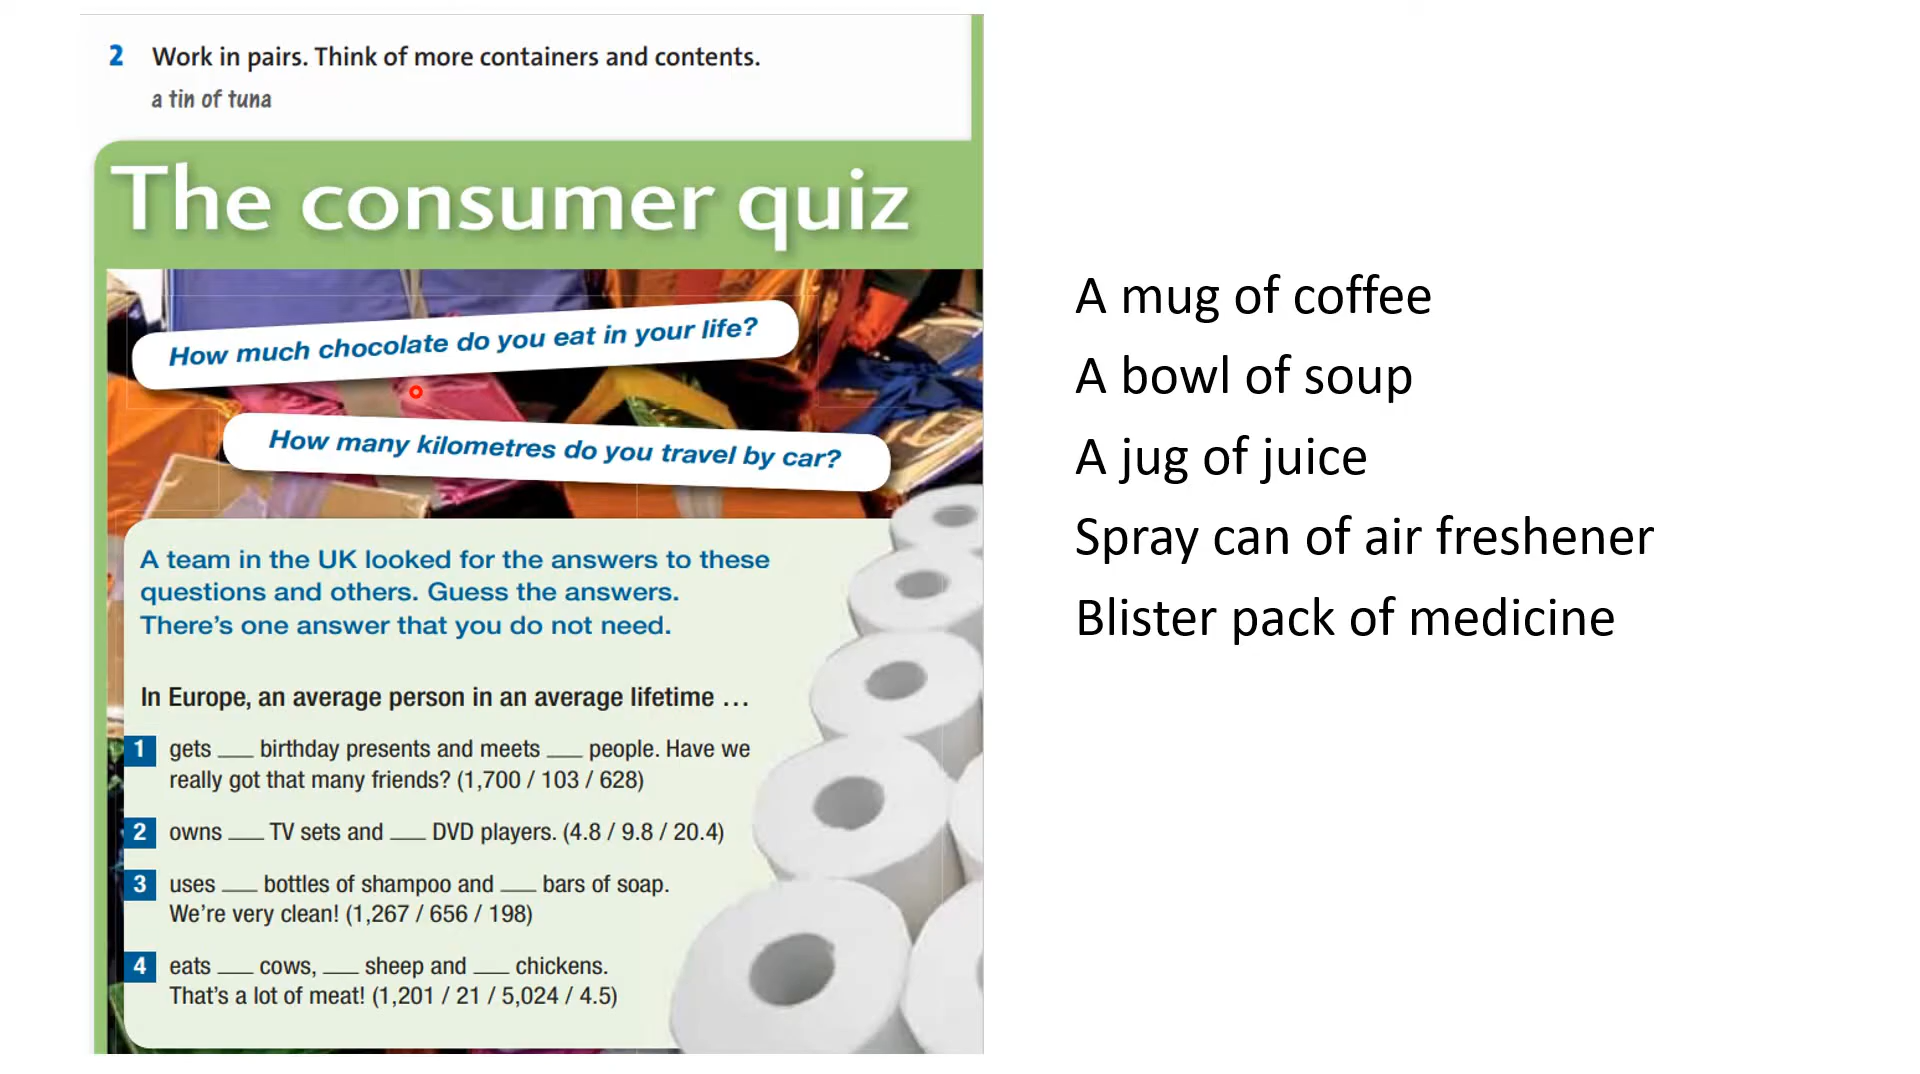 2 Work in pairs. Think of more containers and contents.
a tin of tuna
The consumer quiz
How much chocolate do you eat in your life?
How many kilometres do you travel by car?
A team in the UK looked for the answers to these
questions and others. Guess the answers.
There's one answer that you do not need.
In Europe, an average person in an average lifetime ...
1 gets ___ birthday presents and meets ___ people. Have we
really got that many friends? (1,700 / 103 / 628)
2 owns ___ TV sets and ___ DVD players. (4.8 / 9.8 / 20.4)
3 uses ___ bottles of shampoo and ___ bars of soap.
We're very clean! (1,267 / 656 / 198)
4 eats ___ cows, ___ sheep and ___ chickens.
That's a lot of meat! (1,201 / 21 / 5,024 / 4.5)
A mug of coffee
A bowl of soup
A jug of juice
Spray can of air freshener
Blister pack of medicine